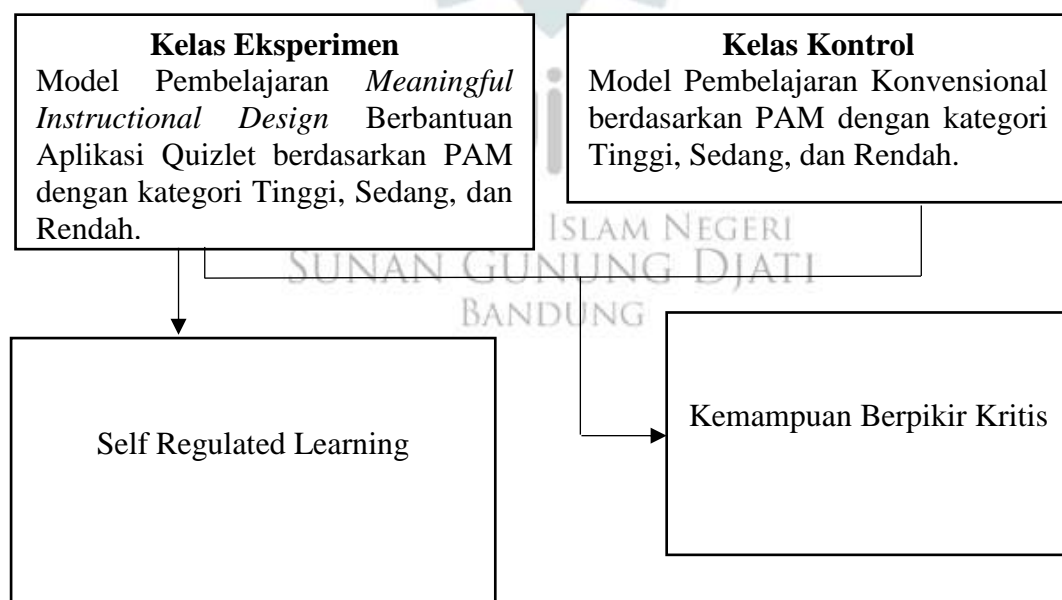 Kelas Eksperimen
Model Pembelajaran Meaningful
Instructional Design Berbantuan
Aplikasi Quizlet berdasarkan PAM
dengan kategori Tinggi, Sedang, dan
Rendah.
Kelas Kontrol
Model Pembelajaran Konvensional
berdasarkan PAM dengan kategori
Tinggi, Sedang, dan Rendah.
ISLAM NEGERI
SUNAN GUNUNG DJATI
BANDUNG
Self Regulated Learning
Kemampuan Berpikir Kritis